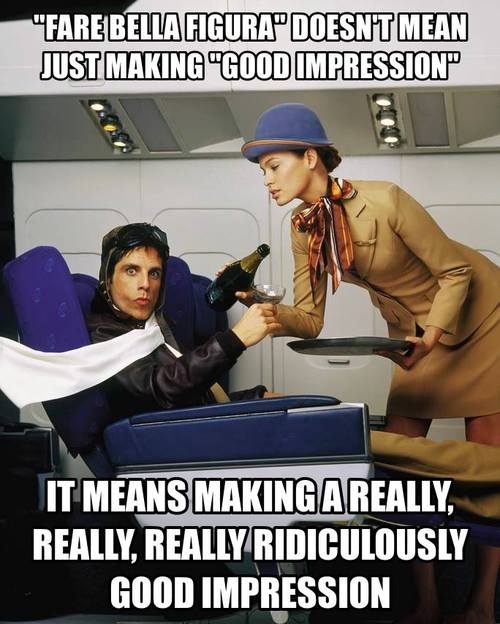 "FARE BELLA FIGURA" DOESN'T MEAN
JUST MAKING "GOOD IMPRESSION"
IT MEANS MAKING A REALLY,
REALLY, REALLY RIDICULOUSLY
GOOD IMPRESSION